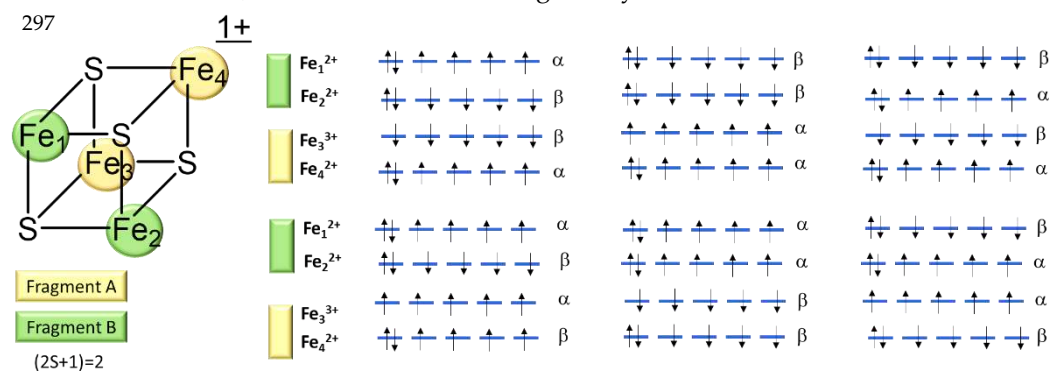 297
1+
S
Fe4
Fe1
S
Fe3
S
S
Fe2
Fragment A
Fragment B
(2S+1)=2
Fe₁²⁺ α β β
Fe₂²⁺ β β α
Fe₃³⁺ β α β
Fe₄²⁺ α α α
Fe₁²⁺ α α β
Fe₂²⁺ β α α
Fe₃³⁺ α β α
Fe₄²⁺ β β β